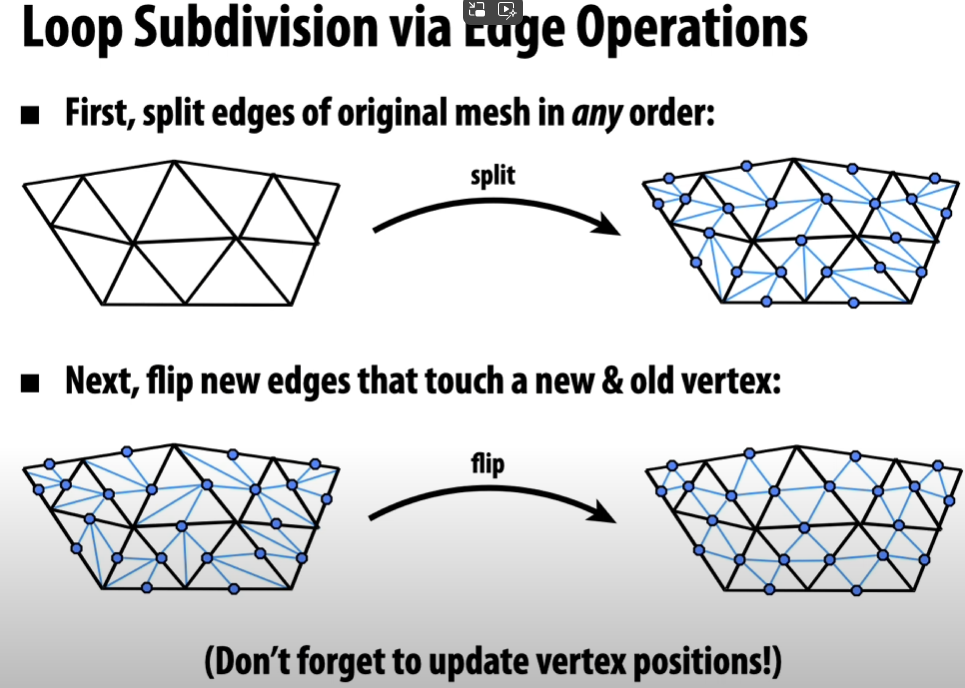 Loop Subdivision via Edge Operations
■ First, split edges of original mesh in any order:
split
■ Next, flip new edges that touch a new & old vertex:
flip
(Don't forget to update vertex positions!)